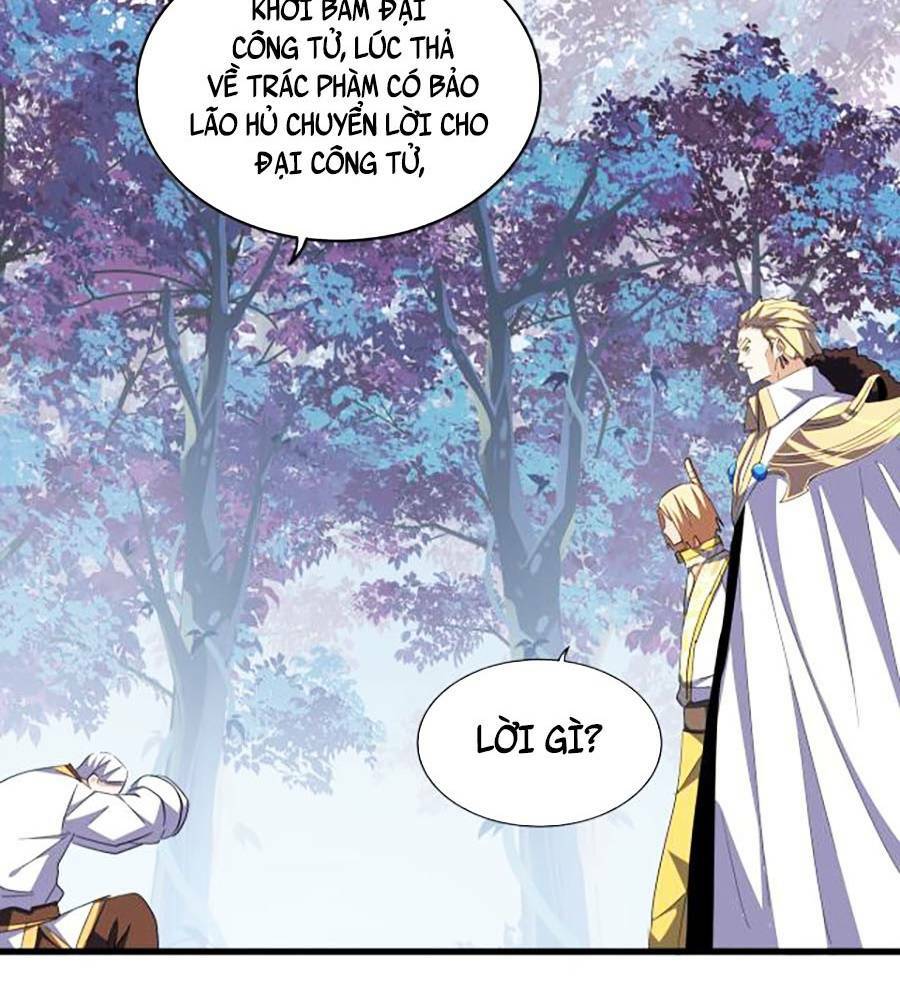 KHỞI BẨM ĐẠI
CÔNG TỬ, LÚC THẢ
VỀ TRÁC PHÀM CÓ BẢO
LÃO HỦ CHUYỂN LỜI CHO
ĐẠI CÔNG TỬ,
LỜI GÌ?